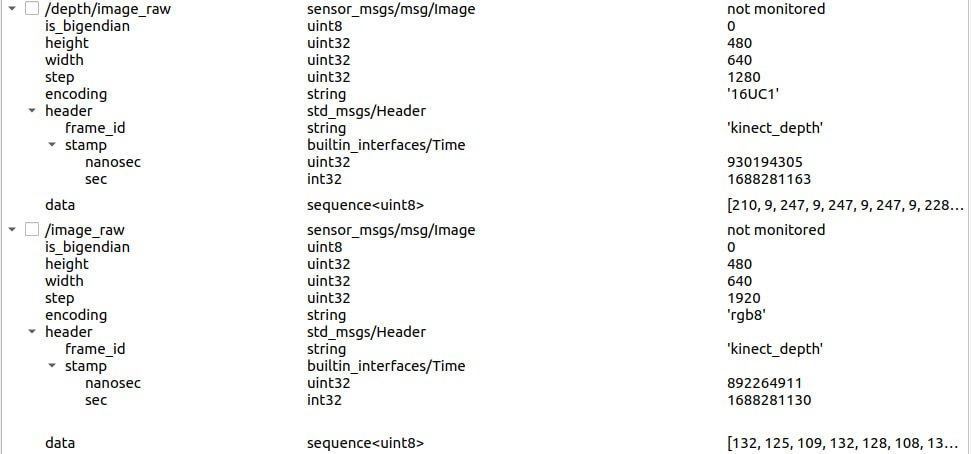 /depth/image_raw sensor_msgs/msg/Image not monitored
is_bigendian uint8 0
height uint32 480
width uint32 640
step uint32 1280
encoding string '16UC1'
header std_msgs/Header
frame_id string 'kinect_depth'
stamp builtin_interfaces/Time
nanosec uint32 930194305
sec int32 1688281163
data sequence<uint8> [210, 9, 247, 9, 247, 9, 247, 9, 228...
/image_raw sensor_msgs/msg/Image not monitored
is_bigendian uint8 0
height uint32 480
width uint32 640
step uint32 1920
encoding string 'rgb8'
header std_msgs/Header
frame_id string 'kinect_depth'
stamp builtin_interfaces/Time
nanosec uint32 892264911
sec int32 1688281130
data sequence<uint8> [132, 125, 109, 132, 128, 108, 13...